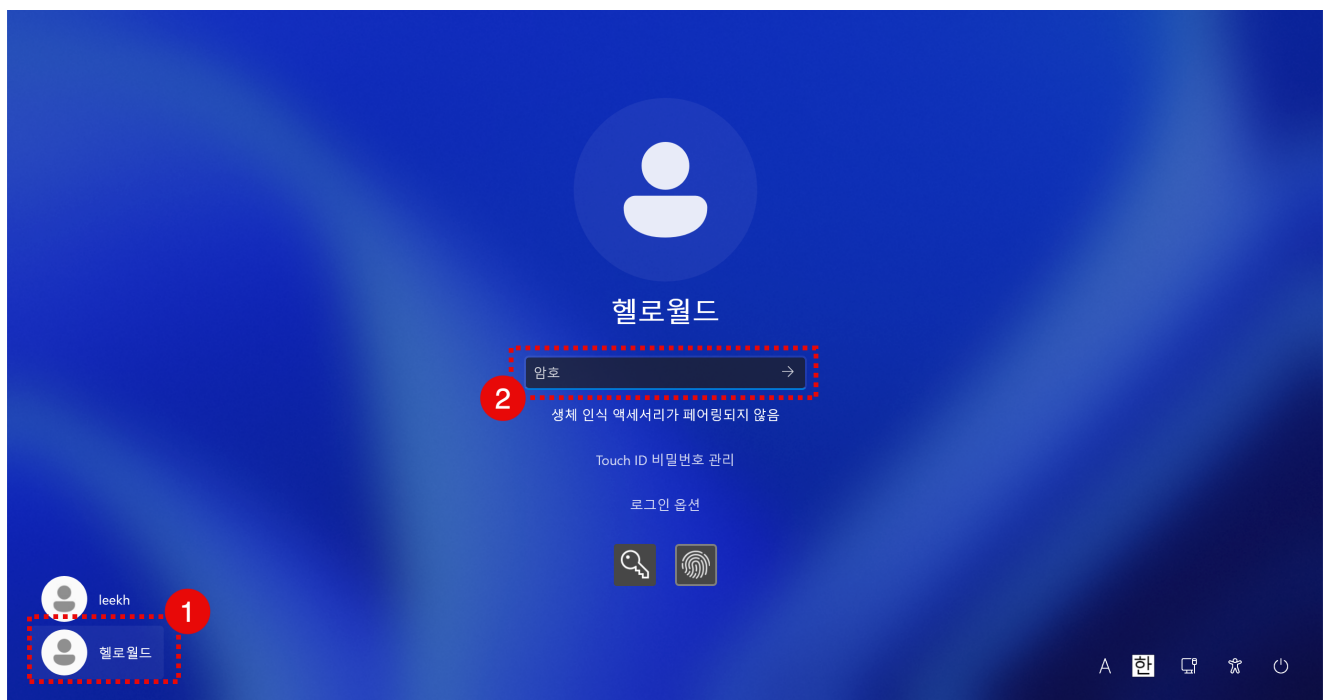 헬로월드
암호
2
생체 인식 액세서리가 페어링되지 않음
Touch ID 비밀번호 관리
로그인 옵션
leekh
1
헬로월드
A 한